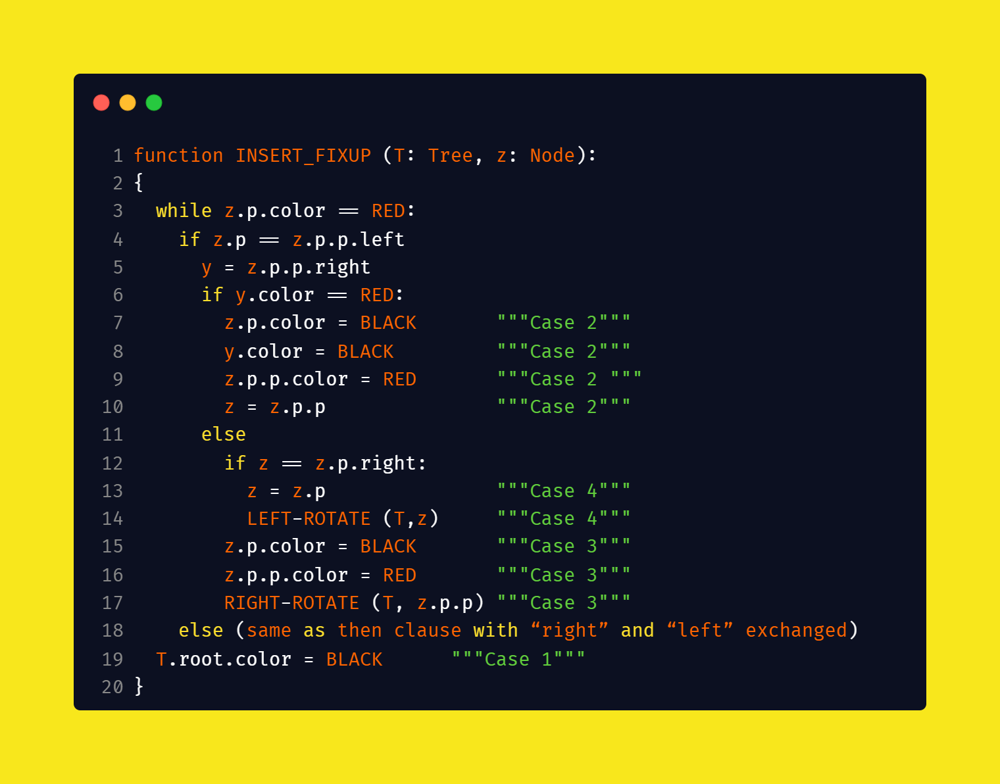 1 function INSERT_FIXUP (T: Tree, z: Node):
2 {
3   while z.p.color == RED:
4     if z.p == z.p.p.left
5       y = z.p.p.right
6       if y.color == RED:
7         z.p.color = BLACK       """Case 2"""
8         y.color = BLACK         """Case 2"""
9         z.p.p.color = RED       """Case 2 """
10         z = z.p.p               """Case 2"""
11       else
12         if z == z.p.right:
13           z = z.p               """Case 4"""
14           LEFT-ROTATE (T,z)     """Case 4"""
15         z.p.color = BLACK       """Case 3"""
16         z.p.p.color = RED       """Case 3"""
17         RIGHT-ROTATE (T, z.p.p) """Case 3"""
18     else (same as then clause with “right” and “left” exchanged)
19   T.root.color = BLACK      """Case 1"""
20 }